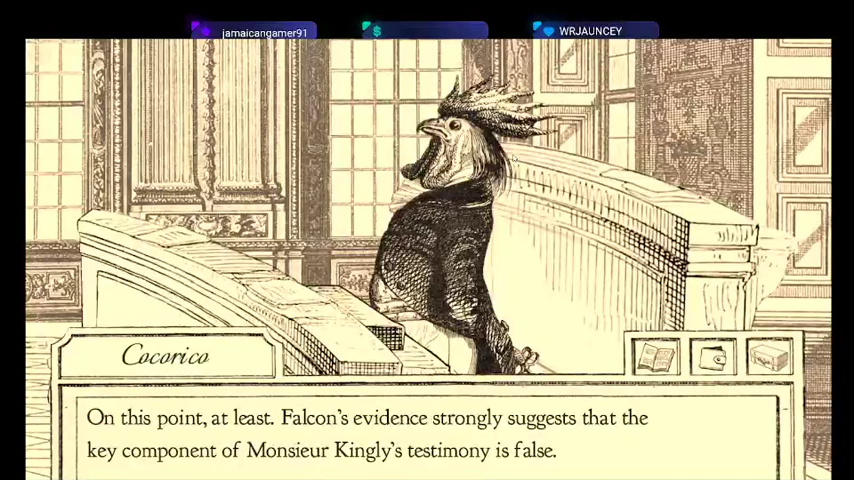 jamaicangamer91
$
WRJAUNCEY
Cocorico
On this point, at least. Falcon's evidence strongly suggests that the
key component of Monsieur Kingly's testimony is false.